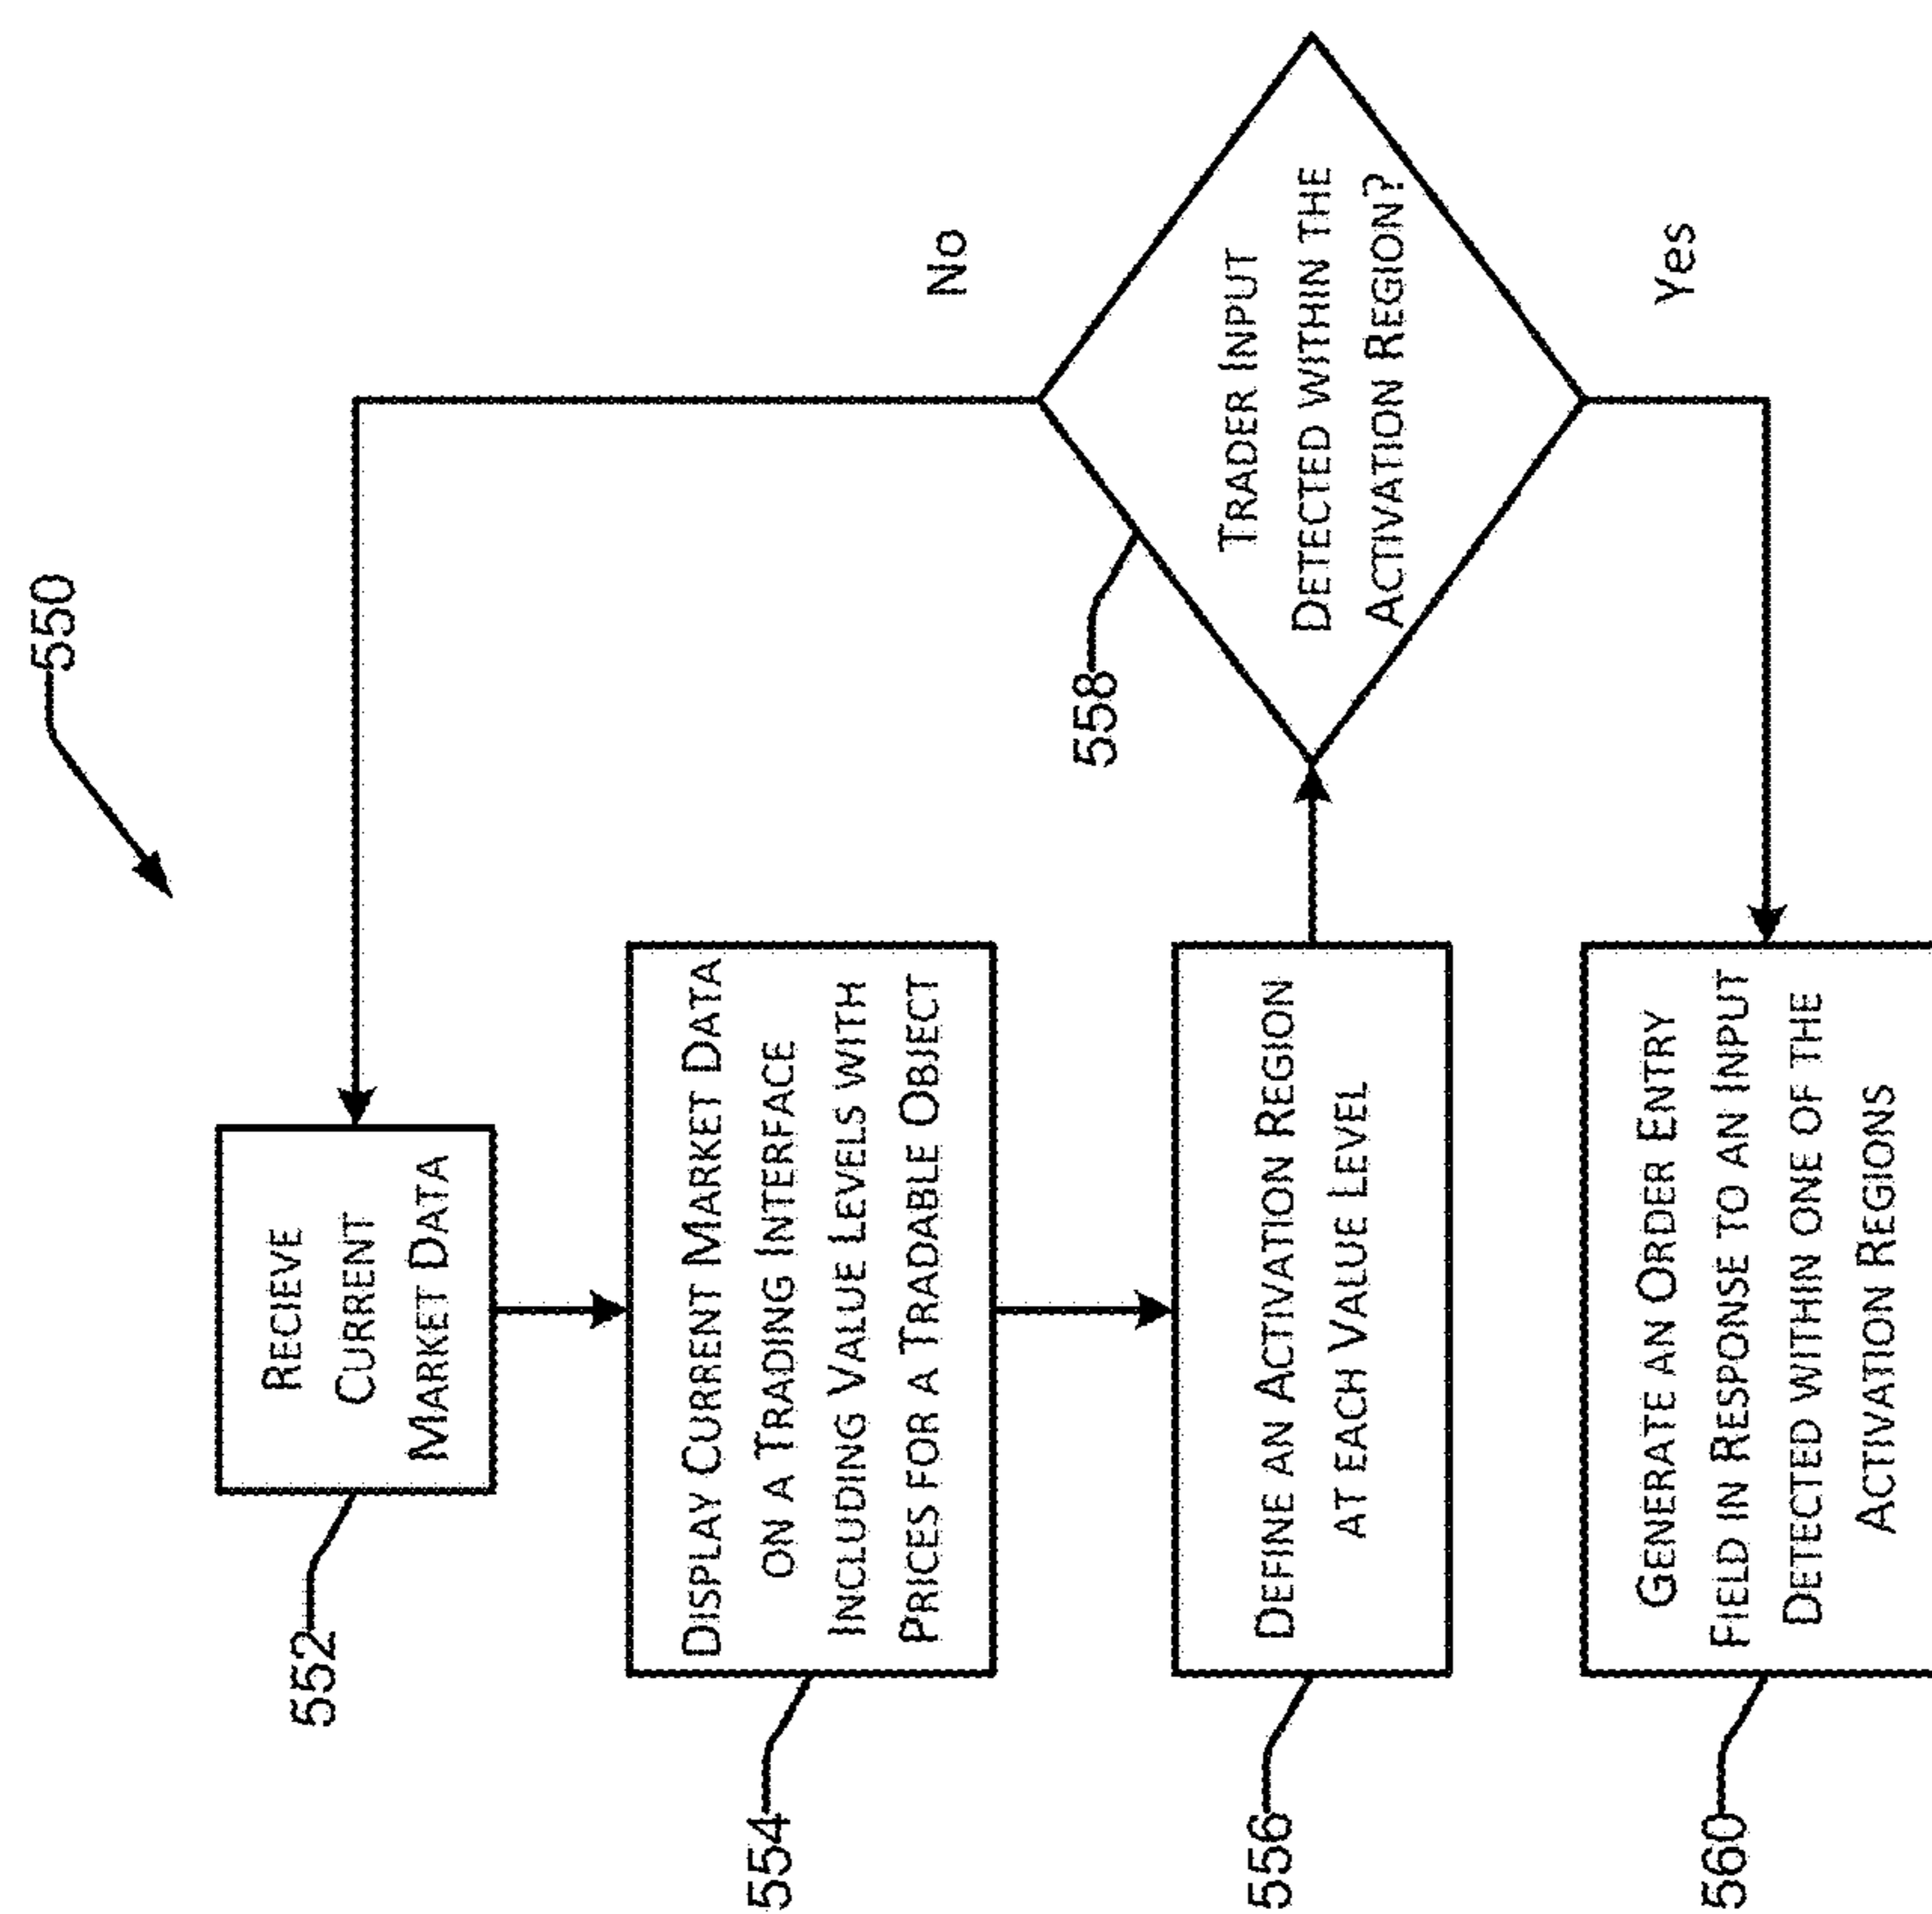 550
552
RECIEVE
CURRENT
MARKET DATA
554
DISPLAY CURRENT MARKET DATA
ON A TRADING INTERFACE
INCLUDING VALUE LEVELS WITH
PRICES FOR A TRADABLE OBJECT
556
DEFINE AN ACTIVATION REGION
AT EACH VALUE LEVEL
558
TRADER INPUT
DETECTED WITHIN THE
ACTIVATION REGION?
No
Yes
560
GENERATE AN ORDER ENTRY
FIELD IN RESPONSE TO AN INPUT
DETECTED WITHIN ONE OF THE
ACTIVATION REGIONS